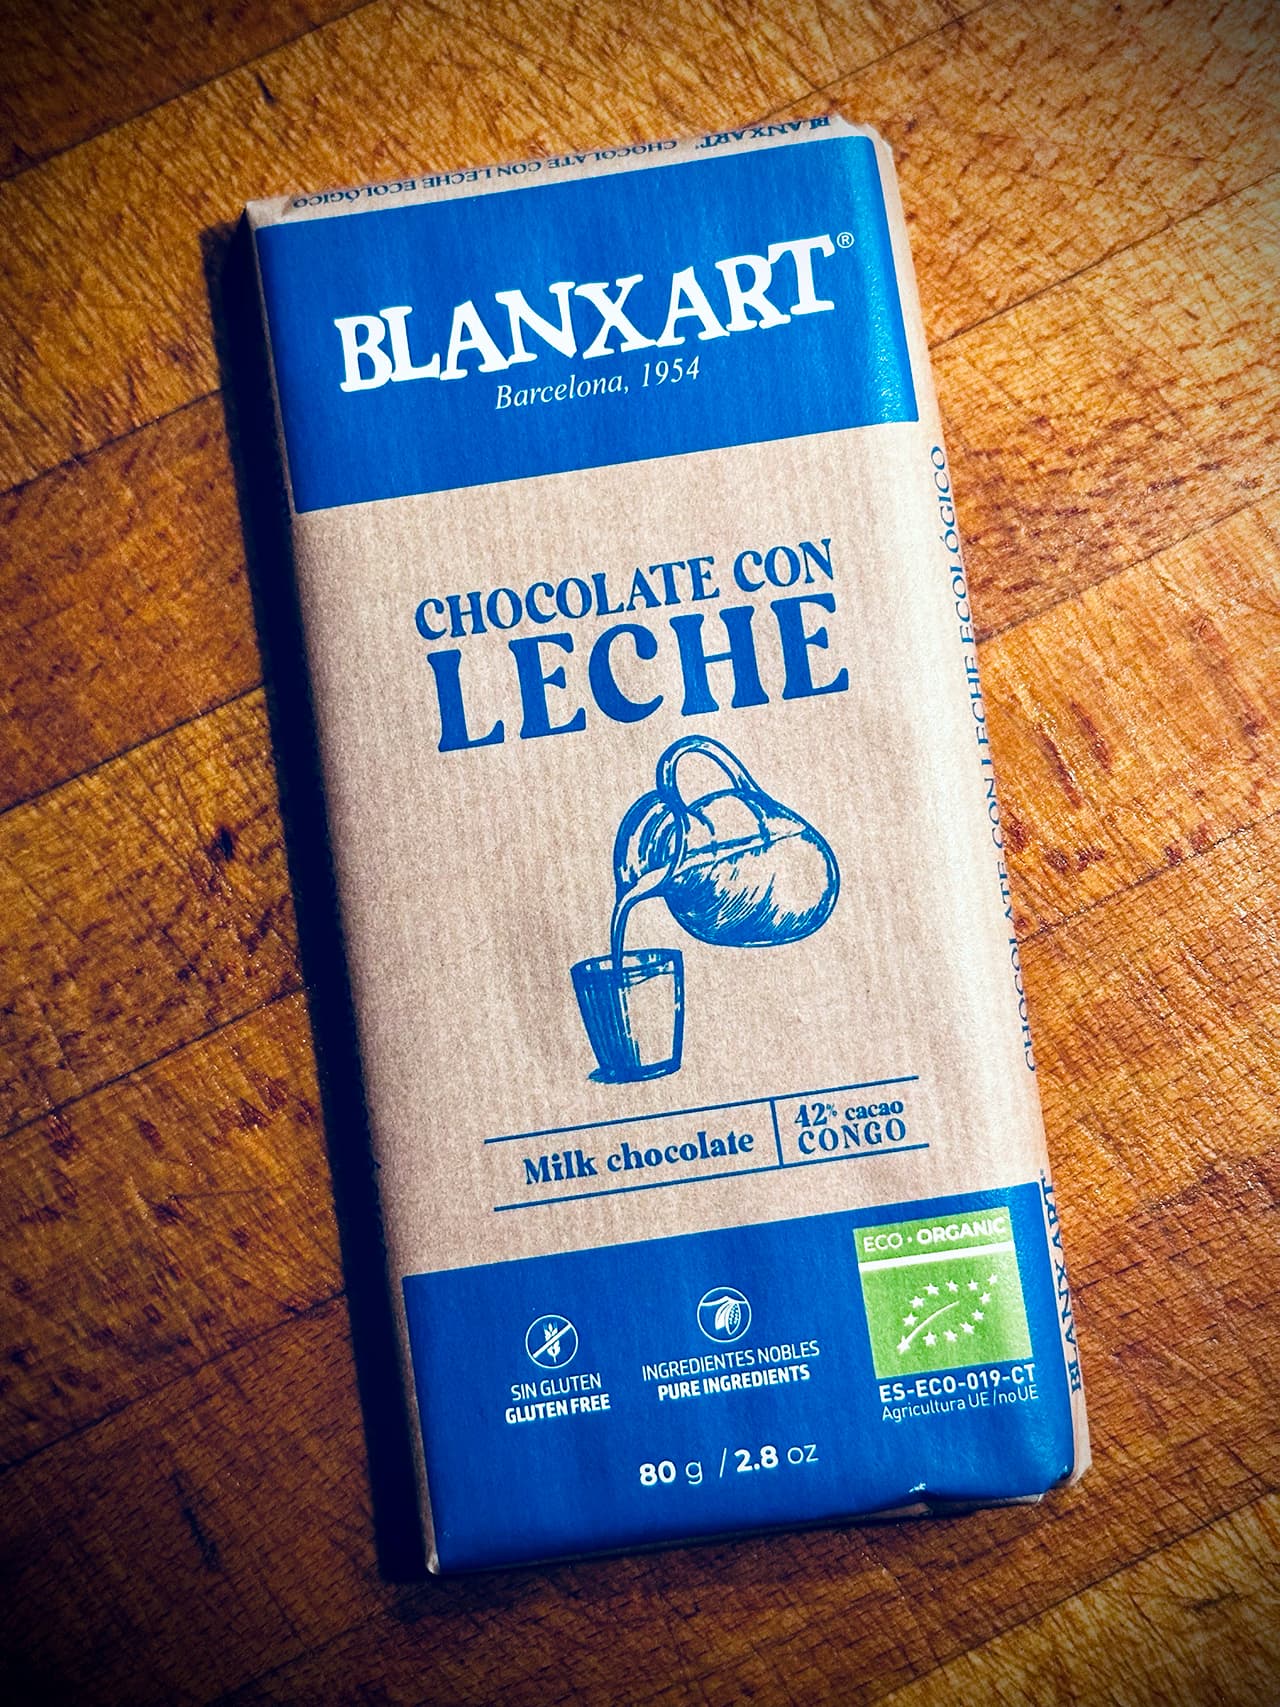 BLANXART® CHOCOLATE CON LECHE ECOLÓGICO
BLANXART®
Barcelona, 1954
CHOCOLATE CON
LECHE
Milk chocolate
42% cacao
CONGO
SIN GLUTEN
GLUTEN FREE
INGREDIENTES NOBLES
PURE INGREDIENTS
ECO • ORGANIC
ES-ECO-019-CT
Agricultura UE/noUE
80 g / 2.8 oz
BLANXART® CHOCOLATE CON LECHE ECOLÓGICO